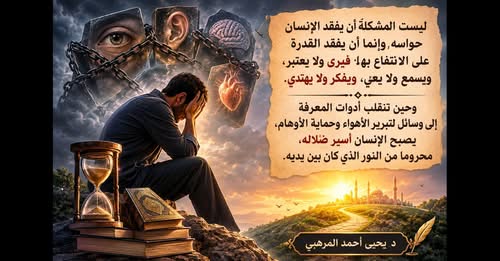 ليست المشكلة أن يفقد الإنسان
حواسه، وإنما أن يفقد القدرة
على الانتفاع بها؛ فيرى ولا يعتبر،
ويسمع ولا يعي، ويفكر ولا يهتدي.
وحين تنقلب أدوات المعرفة
إلى وسائل لتبرير الأهواء وحماية الأوهام،
يصبح الإنسان أسير ضلاله،
محروما من النور الذي كان بين يديه.
د يحيى أحمد المرهبي